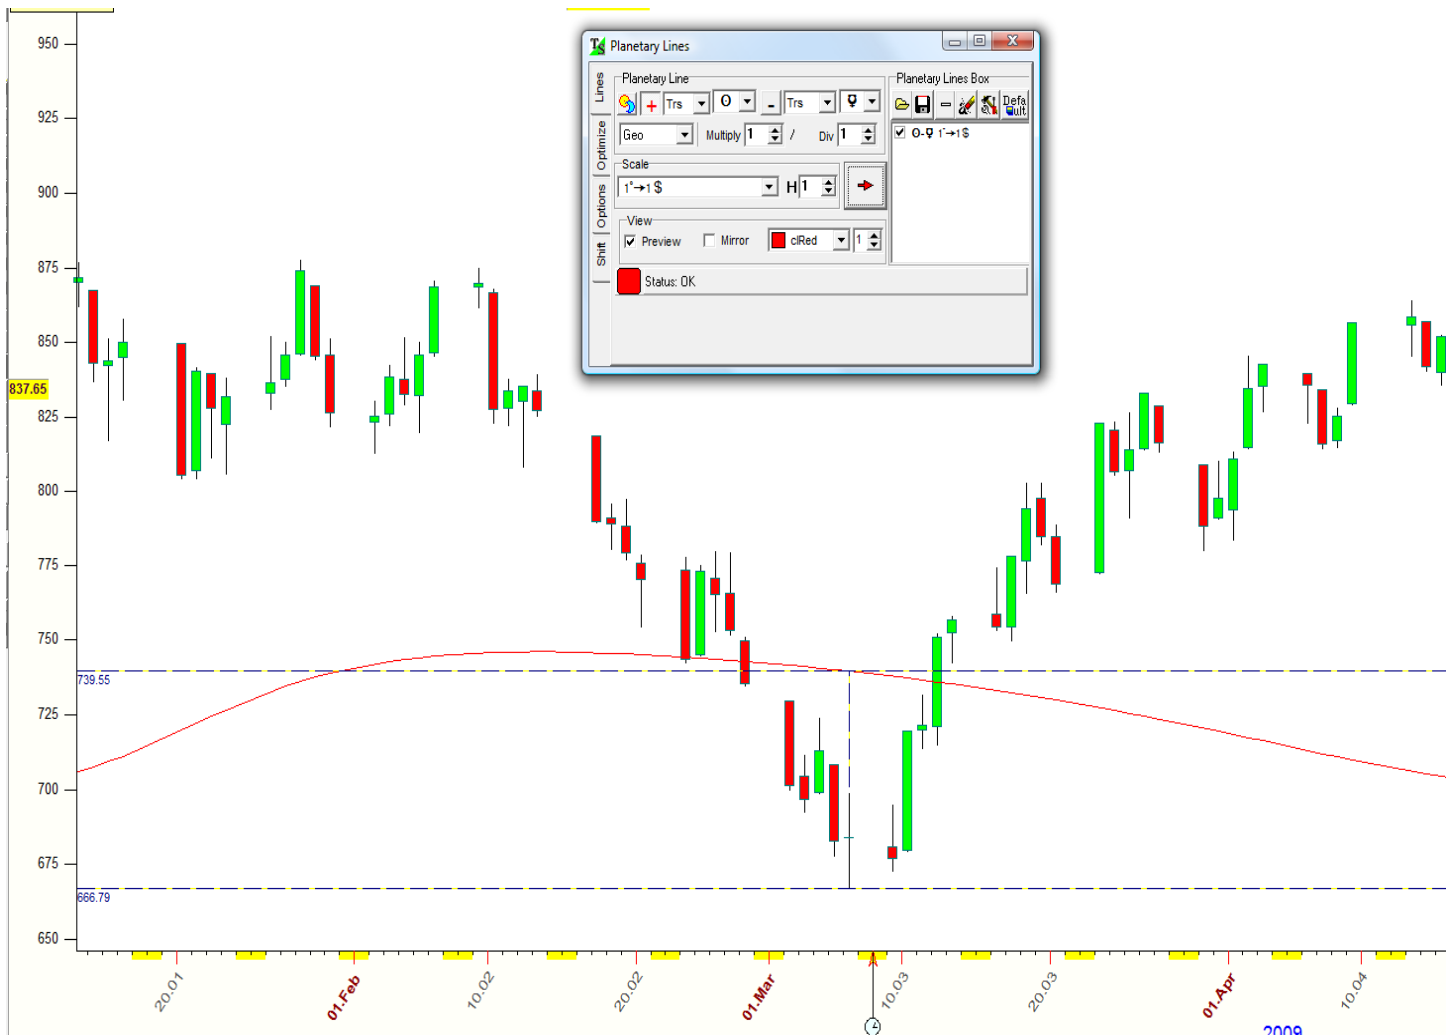 950
925
900
875
850
837.65
825
800
775
750
739.55
725
700
675
666.79
650
Planetary Lines
Lines
Optimize
Options
Shift
Planetary Line
+ Trs ʘ - Trs ☿
Geo Multiply 1 / Div 1
Scale
1°→1$ H 1
View
Preview Mirror clRed 1
Status: OK
Planetary Lines Box
Defa
ult
ʘ-☿ 1°→1$
20.01 01.Feb 10.02 20.02 01.Mar 10.03 20.03 01.Apr 10.04
2009